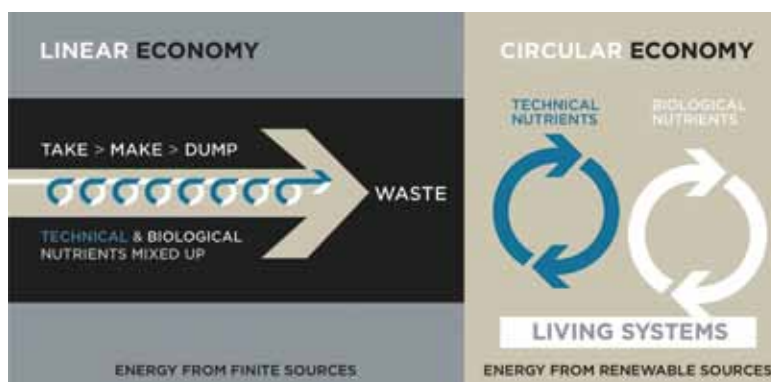 LINEAR ECONOMY
TAKE > MAKE > DUMP
WASTE
TECHNICAL & BIOLOGICAL
NUTRIENTS MIXED UP
ENERGY FROM FINITE SOURCES
CIRCULAR ECONOMY
TECHNICAL
NUTRIENTS
BIOLOGICAL
NUTRIENTS
LIVING SYSTEMS
ENERGY FROM RENEWABLE SOURCES